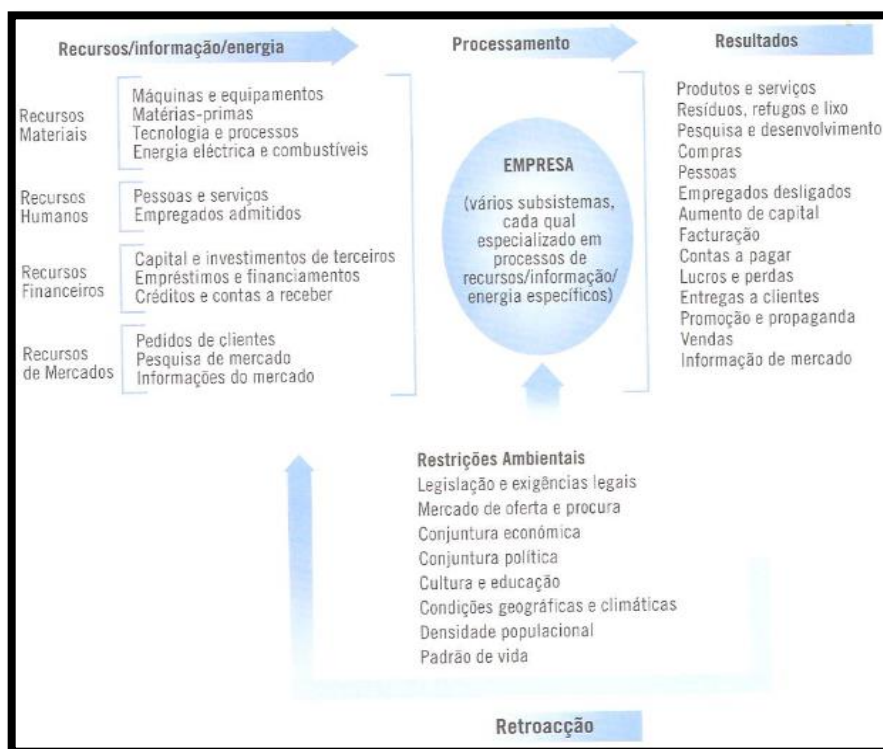 Recursos/informação/energia
Processamento
Resultados
Recursos
Materiais
Máquinas e equipamentos
Matérias-primas
Tecnologia e processos
Energia eléctrica e combustíveis
Recursos
Humanos
Pessoas e serviços
Empregados admitidos
Recursos
Financeiros
Capital e investimentos de terceiros
Empréstimos e financiamentos
Créditos e contas a receber
Recursos
de Mercados
Pedidos de clientes
Pesquisa de mercado
Informações do mercado
EMPRESA
(vários subsistemas,
cada qual
especializado em
processos de
recursos/informação/
energia específicos)
Produtos e serviços
Resíduos, refugos e lixo
Pesquisa e desenvolvimento
Compras
Pessoas
Empregados desligados
Aumento de capital
Facturação
Contas a pagar
Lucros e perdas
Entregas a clientes
Promoção e propaganda
Vendas
Informação de mercado
Restrições Ambientais
Legislação e exigências legais
Mercado de oferta e procura
Conjuntura económica
Conjuntura política
Cultura e educação
Condições geográficas e climáticas
Densidade populacional
Padrão de vida
Retroacção